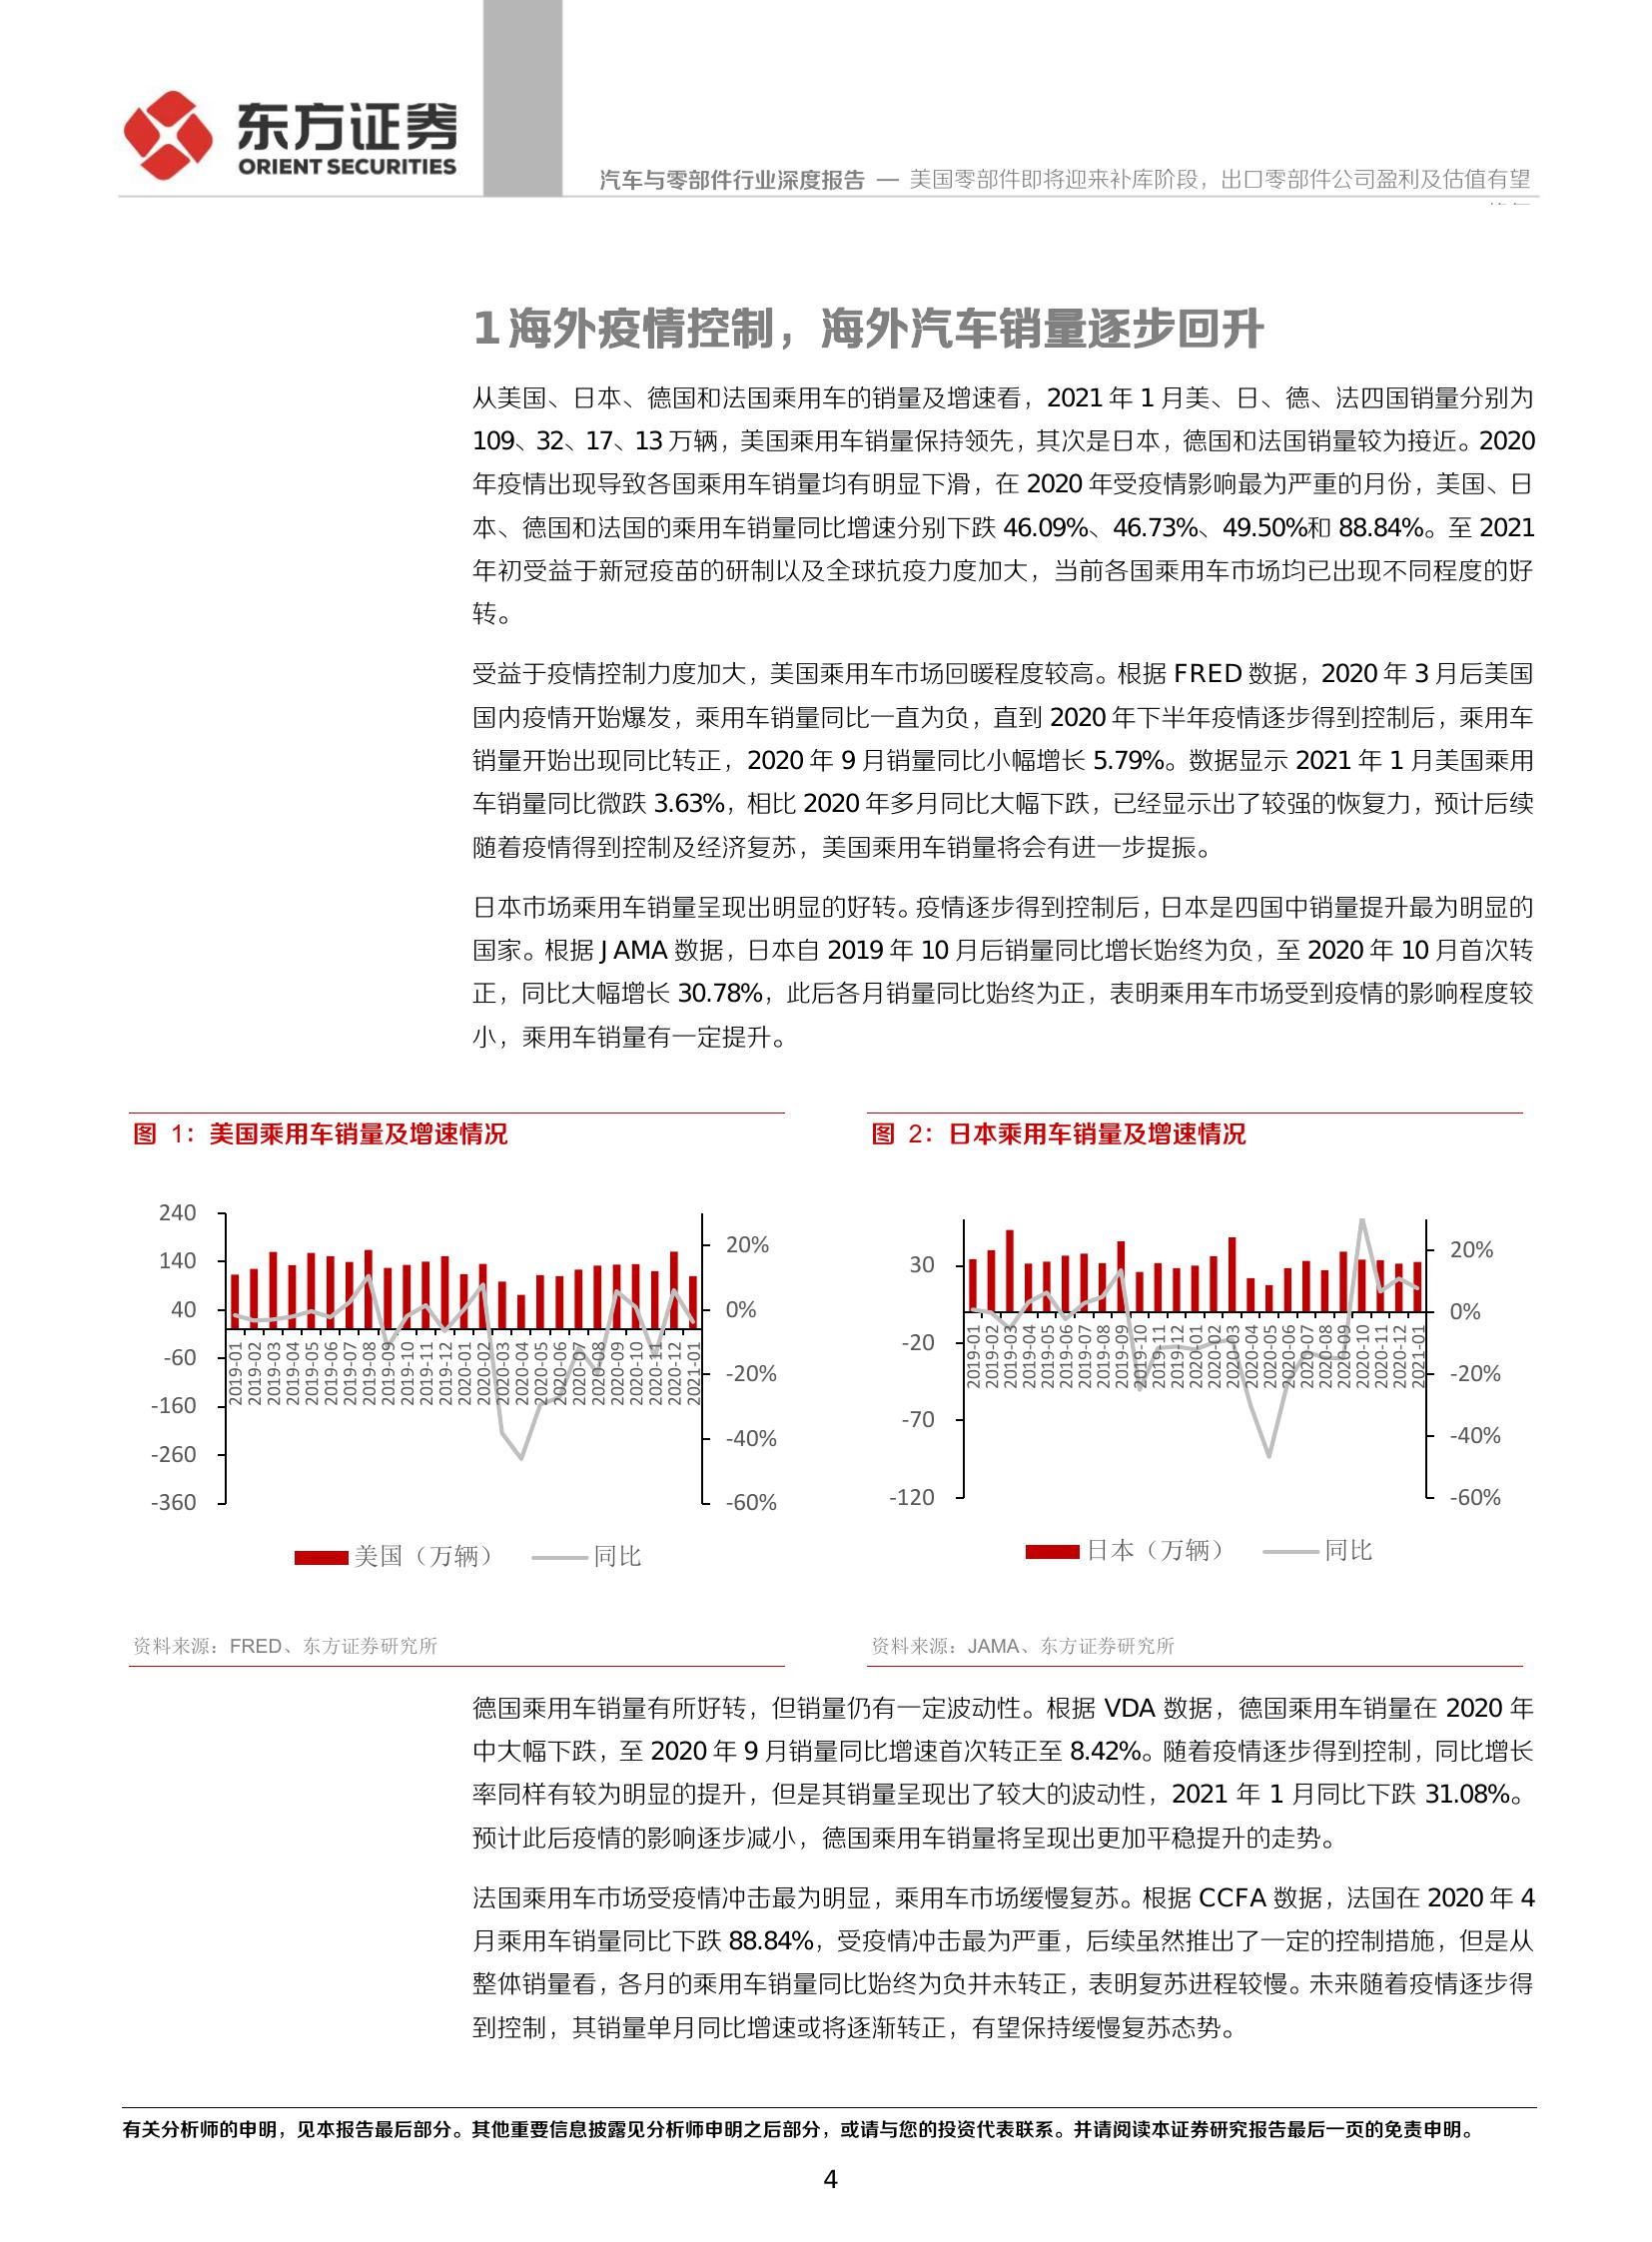 东方证券
ORIENT SECURITIES
汽车与零部件行业深度报告 — 美国零部件即将迎来补库阶段，出口零部件公司盈利及估值有望
1 海外疫情控制，海外汽车销量逐步回升
从美国、日本、德国和法国乘用车的销量及增速看，2021 年 1 月美、日、德、法四国销量分别为
109、32、17、13 万辆，美国乘用车销量保持领先，其次是日本，德国和法国销量较为接近。2020
年疫情出现导致各国乘用车销量均有明显下滑，在 2020 年受疫情影响最为严重的月份，美国、日
本、德国和法国的乘用车销量同比增速分别下跌 46.09%、46.73%、49.50%和 88.84%。至 2021
年初受益于新冠疫苗的研制以及全球抗疫力度加大，当前各国乘用车市场均已出现不同程度的好
转。
受益于疫情控制力度加大，美国乘用车市场回暖程度较高。根据 FRED 数据，2020 年 3 月后美国
国内疫情开始爆发，乘用车销量同比一直为负，直到 2020 年下半年疫情逐步得到控制后，乘用车
销量开始出现同比转正，2020 年 9 月销量同比小幅增长 5.79%。数据显示 2021 年 1 月美国乘用
车销量同比微跌 3.63%，相比 2020 年多月同比大幅下跌，已经显示出了较强的恢复力，预计后续
随着疫情得到控制及经济复苏，美国乘用车销量将会有进一步提振。
日本市场乘用车销量呈现出明显的好转。疫情逐步得到控制后，日本是四国中销量提升最为明显的
国家。根据 JAMA 数据，日本自 2019 年 10 月后销量同比增长始终为负，至 2020 年 10 月首次转
正，同比大幅增长 30.78%，此后各月销量同比始终为正，表明乘用车市场受到疫情的影响程度较
小，乘用车销量有一定提升。
图 1：美国乘用车销量及增速情况
240
140
40
-60
-160
-260
-360
20%
0%
-20%
-40%
-60%
2019-01
2019-02
2019-03
2019-04
2019-05
2019-06
2019-07
2019-08
2019-09
2019-10
2019-11
2019-12
2020-01
2020-02
2020-03
2020-04
2020-05
2020-06
2020-07
2020-08
2020-09
2020-10
2020-11
2020-12
2021-01
美国（万辆） 同比
资料来源：FRED、东方证券研究所
图 2：日本乘用车销量及增速情况
30
-20
-70
-120
20%
0%
-20%
-40%
-60%
2019-01
2019-02
2019-03
2019-04
2019-05
2019-06
2019-07
2019-08
2019-09
2019-10
2019-11
2019-12
2020-01
2020-02
2020-03
2020-04
2020-05
2020-06
2020-07
2020-08
2020-09
2020-10
2020-11
2020-12
2021-01
日本（万辆） 同比
资料来源：JAMA、东方证券研究所
德国乘用车销量有所好转，但销量仍有一定波动性。根据 VDA 数据，德国乘用车销量在 2020 年
中大幅下跌，至 2020 年 9 月销量同比增速首次转正至 8.42%。随着疫情逐步得到控制，同比增长
率同样有较为明显的提升，但是其销量呈现出了较大的波动性，2021 年 1 月同比下跌 31.08%。
预计此后疫情的影响逐步减小，德国乘用车销量将呈现出更加平稳提升的走势。
法国乘用车市场受疫情冲击最为明显，乘用车市场缓慢复苏。根据 CCFA 数据，法国在 2020 年 4
月乘用车销量同比下跌 88.84%，受疫情冲击最为严重，后续虽然推出了一定的控制措施，但是从
整体销量看，各月的乘用车销量同比始终为负并未转正，表明复苏进程较慢。未来随着疫情逐步得
到控制，其销量单月同比增速或将逐渐转正，有望保持缓慢复苏态势。
有关分析师的申明，见本报告最后部分。其他重要信息披露见分析师申明之后部分，或请与您的投资代表联系。并请阅读本证券研究报告最后一页的免责申明。
4